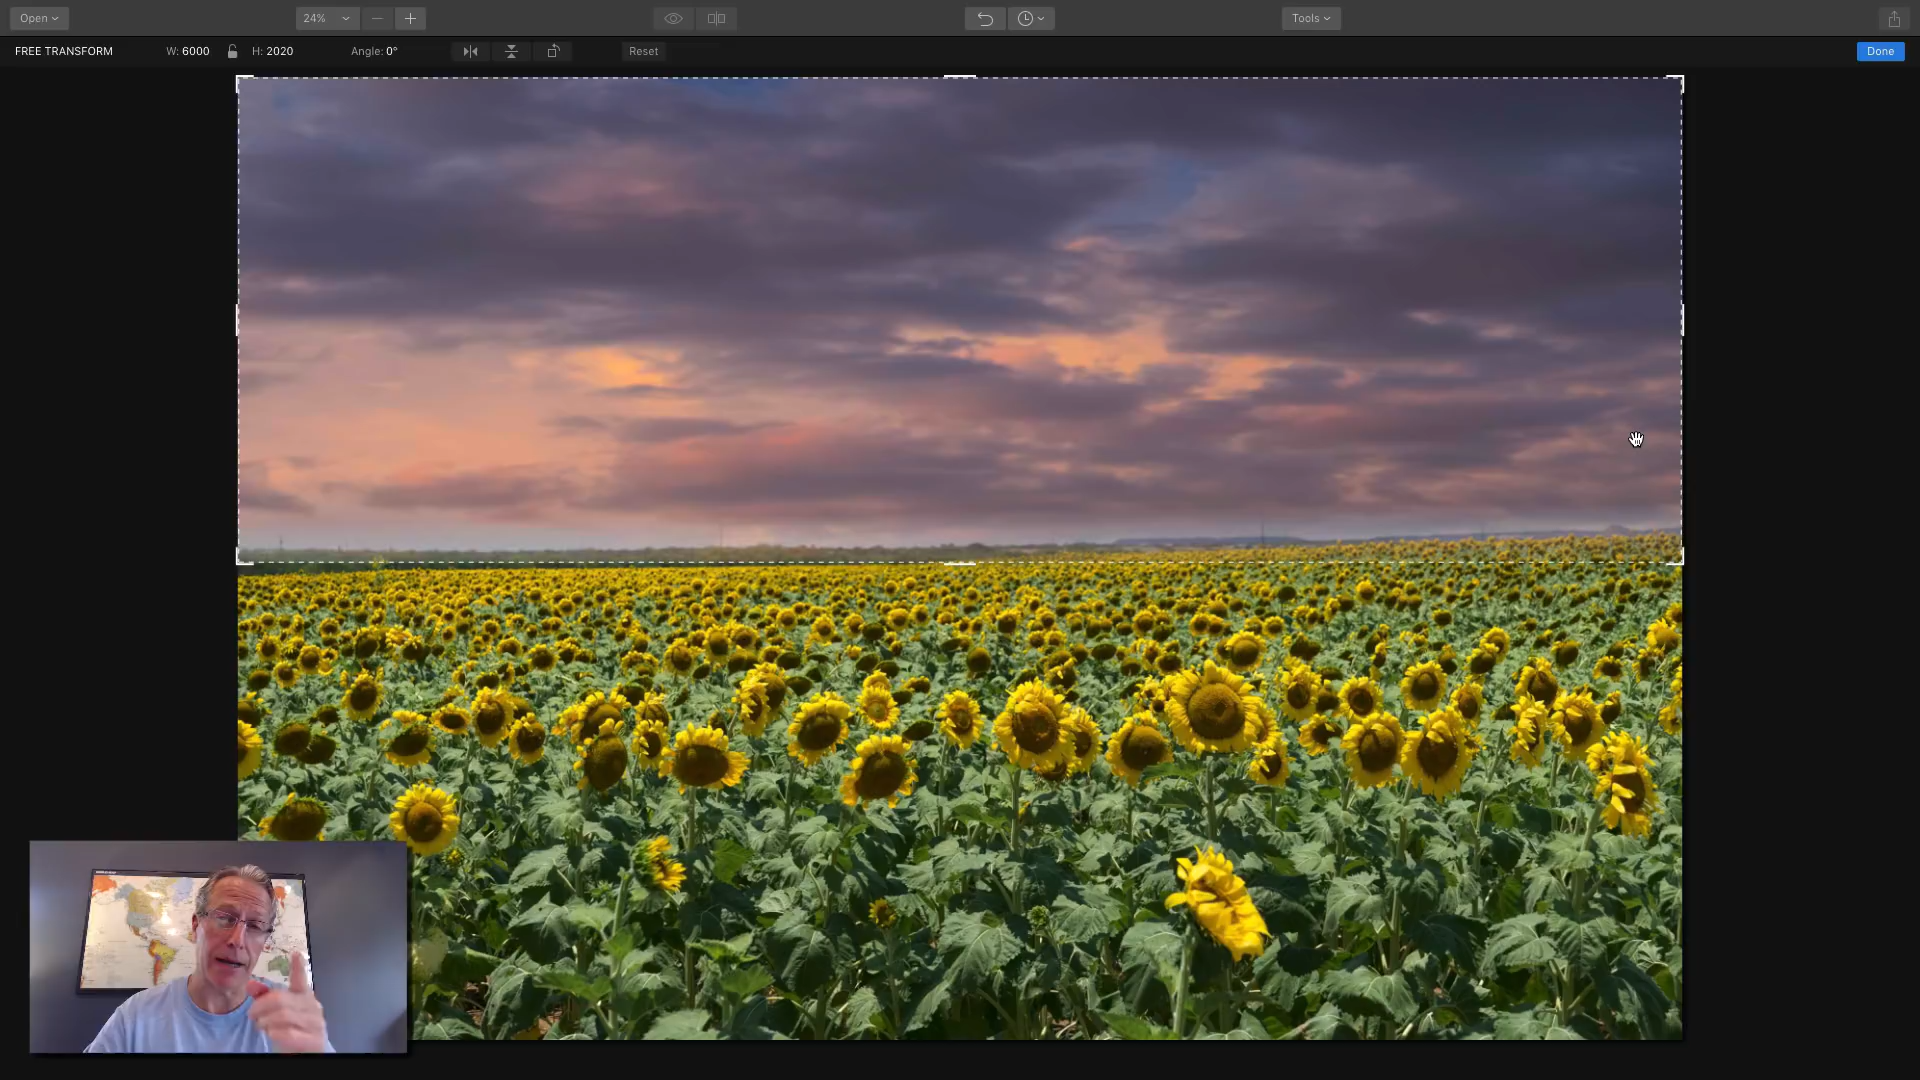 Open 24% Tools
FREE TRANSFORM W: 6000 H: 2020 Angle: 0° Reset Done